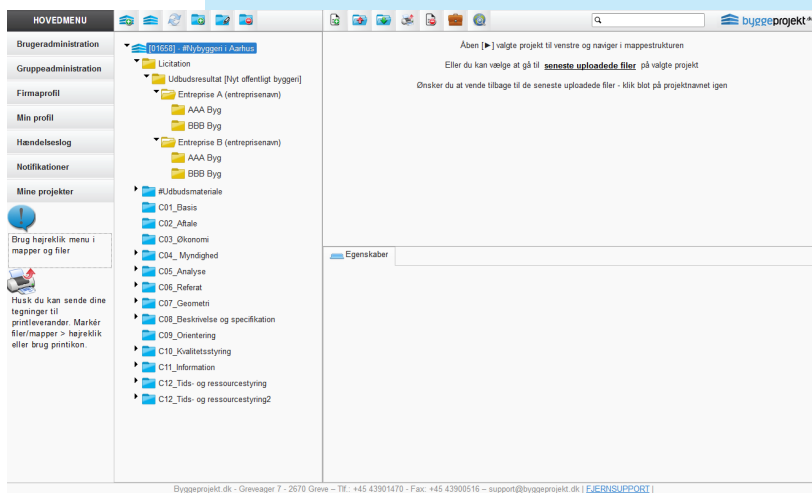 HOVEDMENU
byggeprojekt.dk
Brugeradministration
Gruppeadministration
Firmaprofil
Min profil
Hændelseslog
Notifikationer
Mine projekter
Brug højreklik menu i
mapper og filer
Husk du kan sende dine
tegninger til
printleverandør. Markér
filer/mapper > højreklik
eller brug printikon.
[01658] - #Nybyggeri i Aarhus
Licitation
Udbudsresultat [Nyt offentligt byggeri]
Entreprise A (entreprisenavn)
AAA Byg
BBB Byg
Entreprise B (entreprisenavn)
AAA Byg
BBB Byg
#Udbudsmateriale
C01_Basis
C02_Aftale
C03_Økonomi
C04_ Myndighed
C05_Analyse
C06_Referat
C07_Geometri
C08_Beskrivelse og specifikation
C09_Orientering
C10_Kvalitetsstyring
C11_Information
C12_Tids- og ressourcestyring
C12_Tids- og ressourcestyring2
Åben [►] valgte projekt til venstre og naviger i mappestrukturen
Eller du kan vælge at gå til seneste uploadede filer på valgte projekt
Ønsker du at vende tilbage til de seneste uploadede filer - klik blot på projektnavnet igen
Egenskaber
Byggeprojekt.dk - Greveager 7 - 2670 Greve – Tlf.: +45 43901470 - Fax: +45 43900516 – support@byggeprojekt.dk | FJERNSUPPORT |